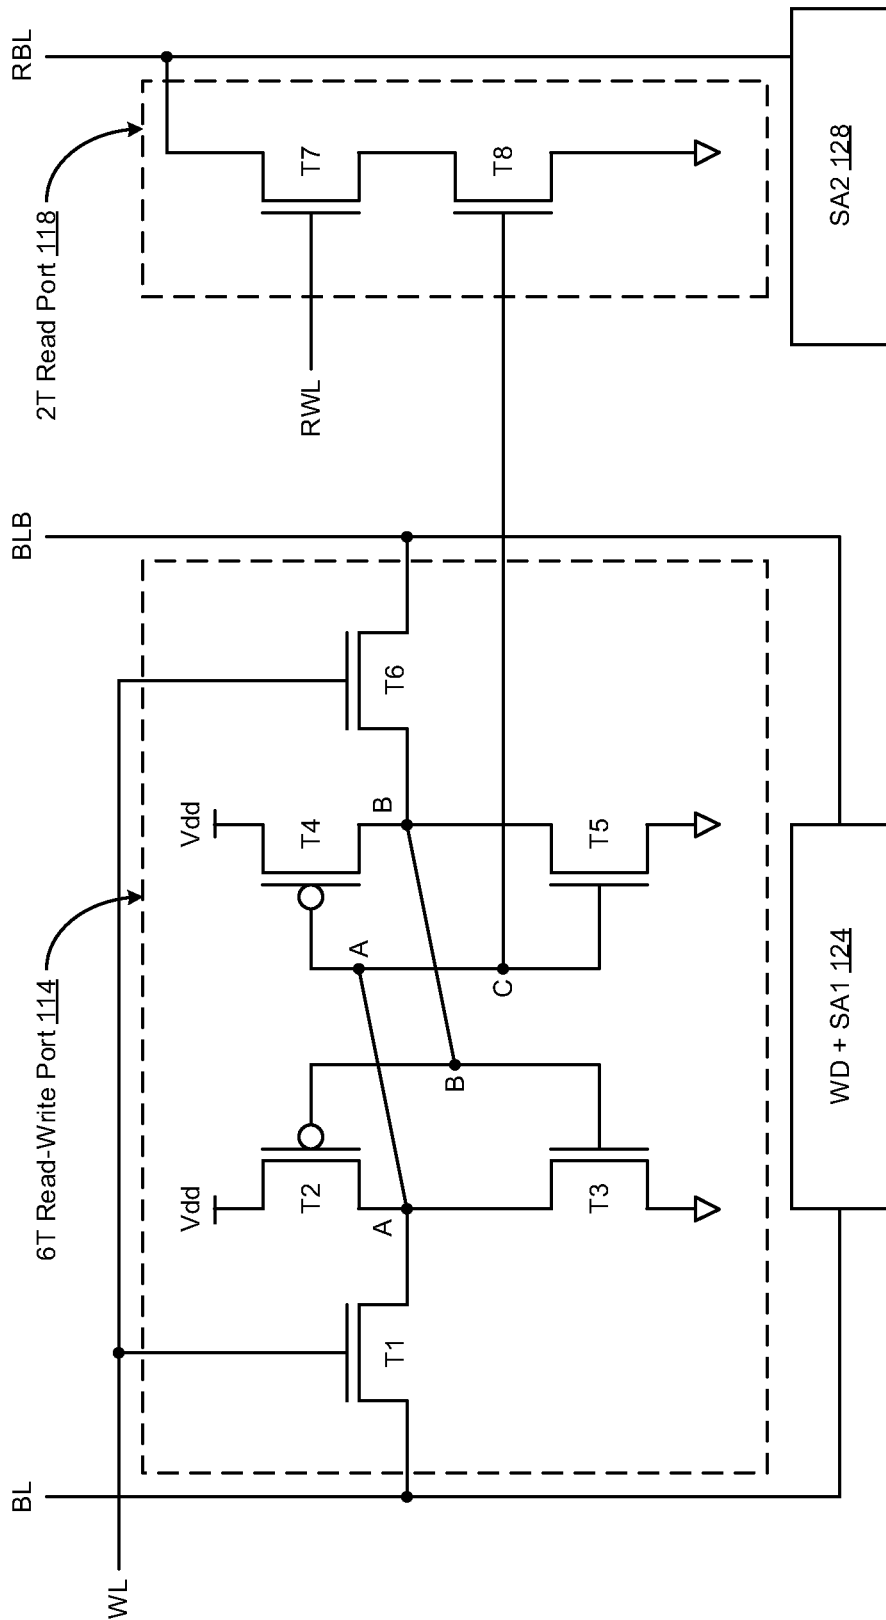 BL
BLB
RBL
6T Read-Write Port 114
2T Read Port 118
WL
Vdd
Vdd
T2
T4
RWL
T7
A
T1
A
B
T6
B
C
T8
T3
T5
WD + SA1 124
SA2 128